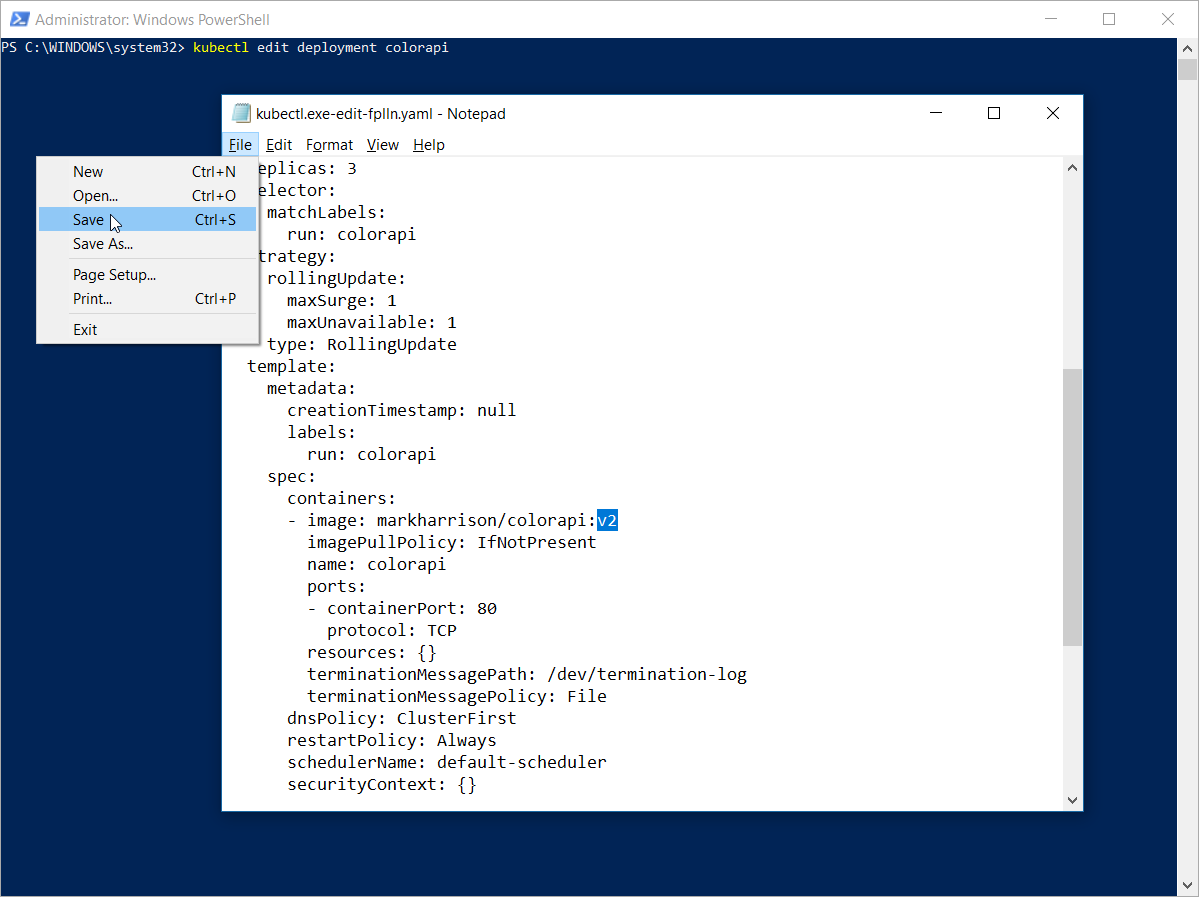 Administrator: Windows PowerShell
PS C:\WINDOWS\system32> kubectl edit deployment colorapi
kubectl.exe-edit-fplln.yaml - Notepad
File Edit Format View Help
New Ctrl+N
Open... Ctrl+O
Save Ctrl+S
Save As...
Page Setup...
Print... Ctrl+P
Exit
eplicas: 3
elector:
matchLabels:
run: colorapi
trategy:
rollingUpdate:
maxSurge: 1
maxUnavailable: 1
type: RollingUpdate
template:
metadata:
creationTimestamp: null
labels:
run: colorapi
spec:
containers:
- image: markharrison/colorapi:v2
imagePullPolicy: IfNotPresent
name: colorapi
ports:
- containerPort: 80
protocol: TCP
resources: {}
terminationMessagePath: /dev/termination-log
terminationMessagePolicy: File
dnsPolicy: ClusterFirst
restartPolicy: Always
schedulerName: default-scheduler
securityContext: {}